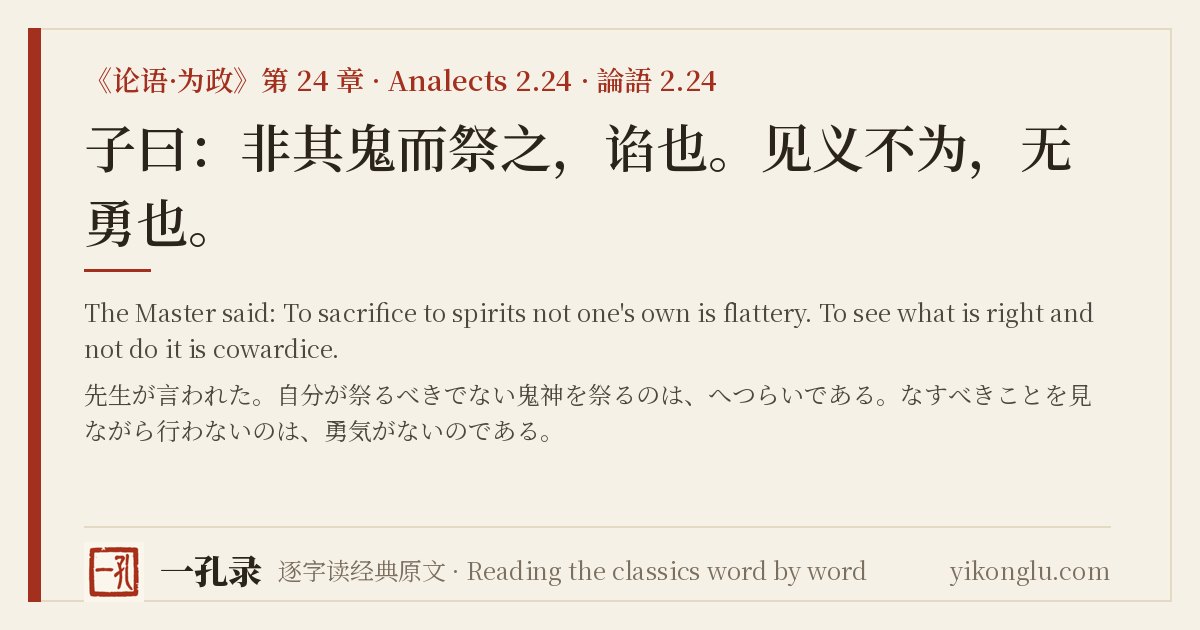 《论语·为政》第 24 章 · Analects 2.24 · 論語 2.24
子曰：非其鬼而祭之，谄也。见义不为，无
勇也。
The Master said: To sacrifice to spirits not one's own is flattery. To see what is right and
not do it is cowardice.
先生が言われた。自分が祭るべきでない鬼神を祭るのは、へつらいである。なすべきことを見
ながら行わないのは、勇気がないのである。
一孔 一孔录 逐字读经典原文 · Reading the classics word by word yikonglu.com